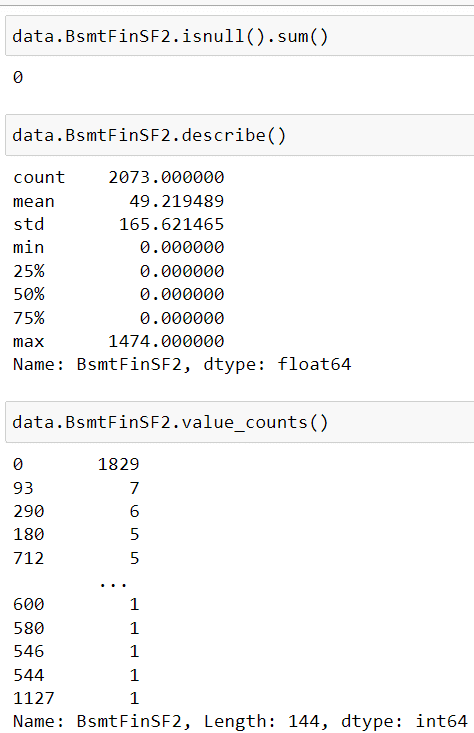 data.BsmtFinSF2.isnull().sum()
0
data.BsmtFinSF2.describe()
count    2073.000000
mean       49.219489
std       165.621465
min         0.000000
25%         0.000000
50%         0.000000
75%         0.000000
max      1474.000000
Name: BsmtFinSF2, dtype: float64
data.BsmtFinSF2.value_counts()
0       1829
93         7
290        6
180        5
712        5
        ...
600        1
580        1
546        1
544        1
1127       1
Name: BsmtFinSF2, Length: 144, dtype: int64